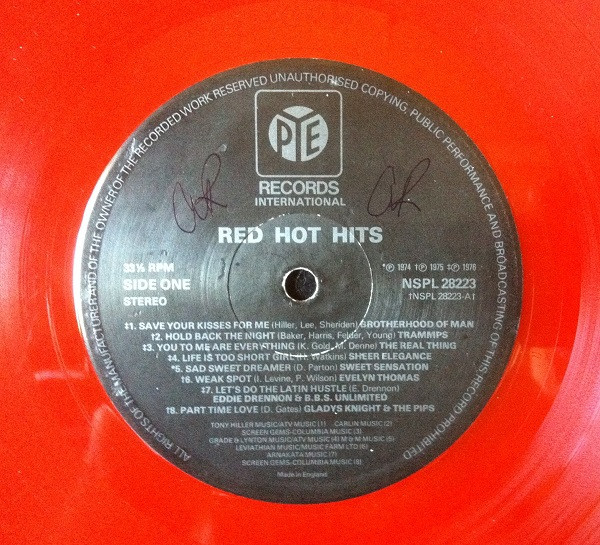 ALL RIGHTS OF THE MANUFACTURER AND OF THE OWNER OF THE RECORDED WORK RESERVED UNAUTHORISED COPYING, PUBLIC PERFORMANCE AND BROADCASTING OF THIS RECORD PROHIBITED
PYE
RECORDS
INTERNATIONAL
RED HOT HITS
33⅓ RPM
SIDE ONE
STEREO
*℗ 1974 †℗ 1975 ‡℗ 1976
NSPL 28223
†NSPL 28223-A†
‡1. SAVE YOUR KISSES FOR ME (Hiller, Lee, Sheriden) BROTHERHOOD OF MAN
†2. HOLD BACK THE NIGHT (Baker, Harris, Felder, Young) TRAMMPS
‡3. YOU TO ME ARE EVERYTHING (K. Gold, M. Denne) THE REAL THING
‡4. LIFE IS TOO SHORT GIRL (H. Watkins) SHEER ELEGANCE
*5. SAD SWEET DREAMER (D. Parton) SWEET SENSATION
†6. WEAK SPOT (I. Levine, P. Wilson) EVELYN THOMAS
‡7. LET'S DO THE LATIN HUSTLE (E. Drennon)
EDDIE DRENNON & B.B.S. UNLIMITED
†8. PART TIME LOVE (D. Gates) GLADYS KNIGHT & THE PIPS
TONY HILLER MUSIC/ATV MUSIC (1) CARLIN MUSIC (2)
SCREEN GEMS-COLUMBIA MUSIC (3)
GRADE & LYNTON MUSIC/ATV MUSIC (4) M & M MUSIC (5)
LEVIATHIAN MUSIC/MUSIC FARM LTD (6)
ARNAKATA MUSIC (7)
SCREEN GEMS-COLUMBIA MUSIC (8)
Made in England